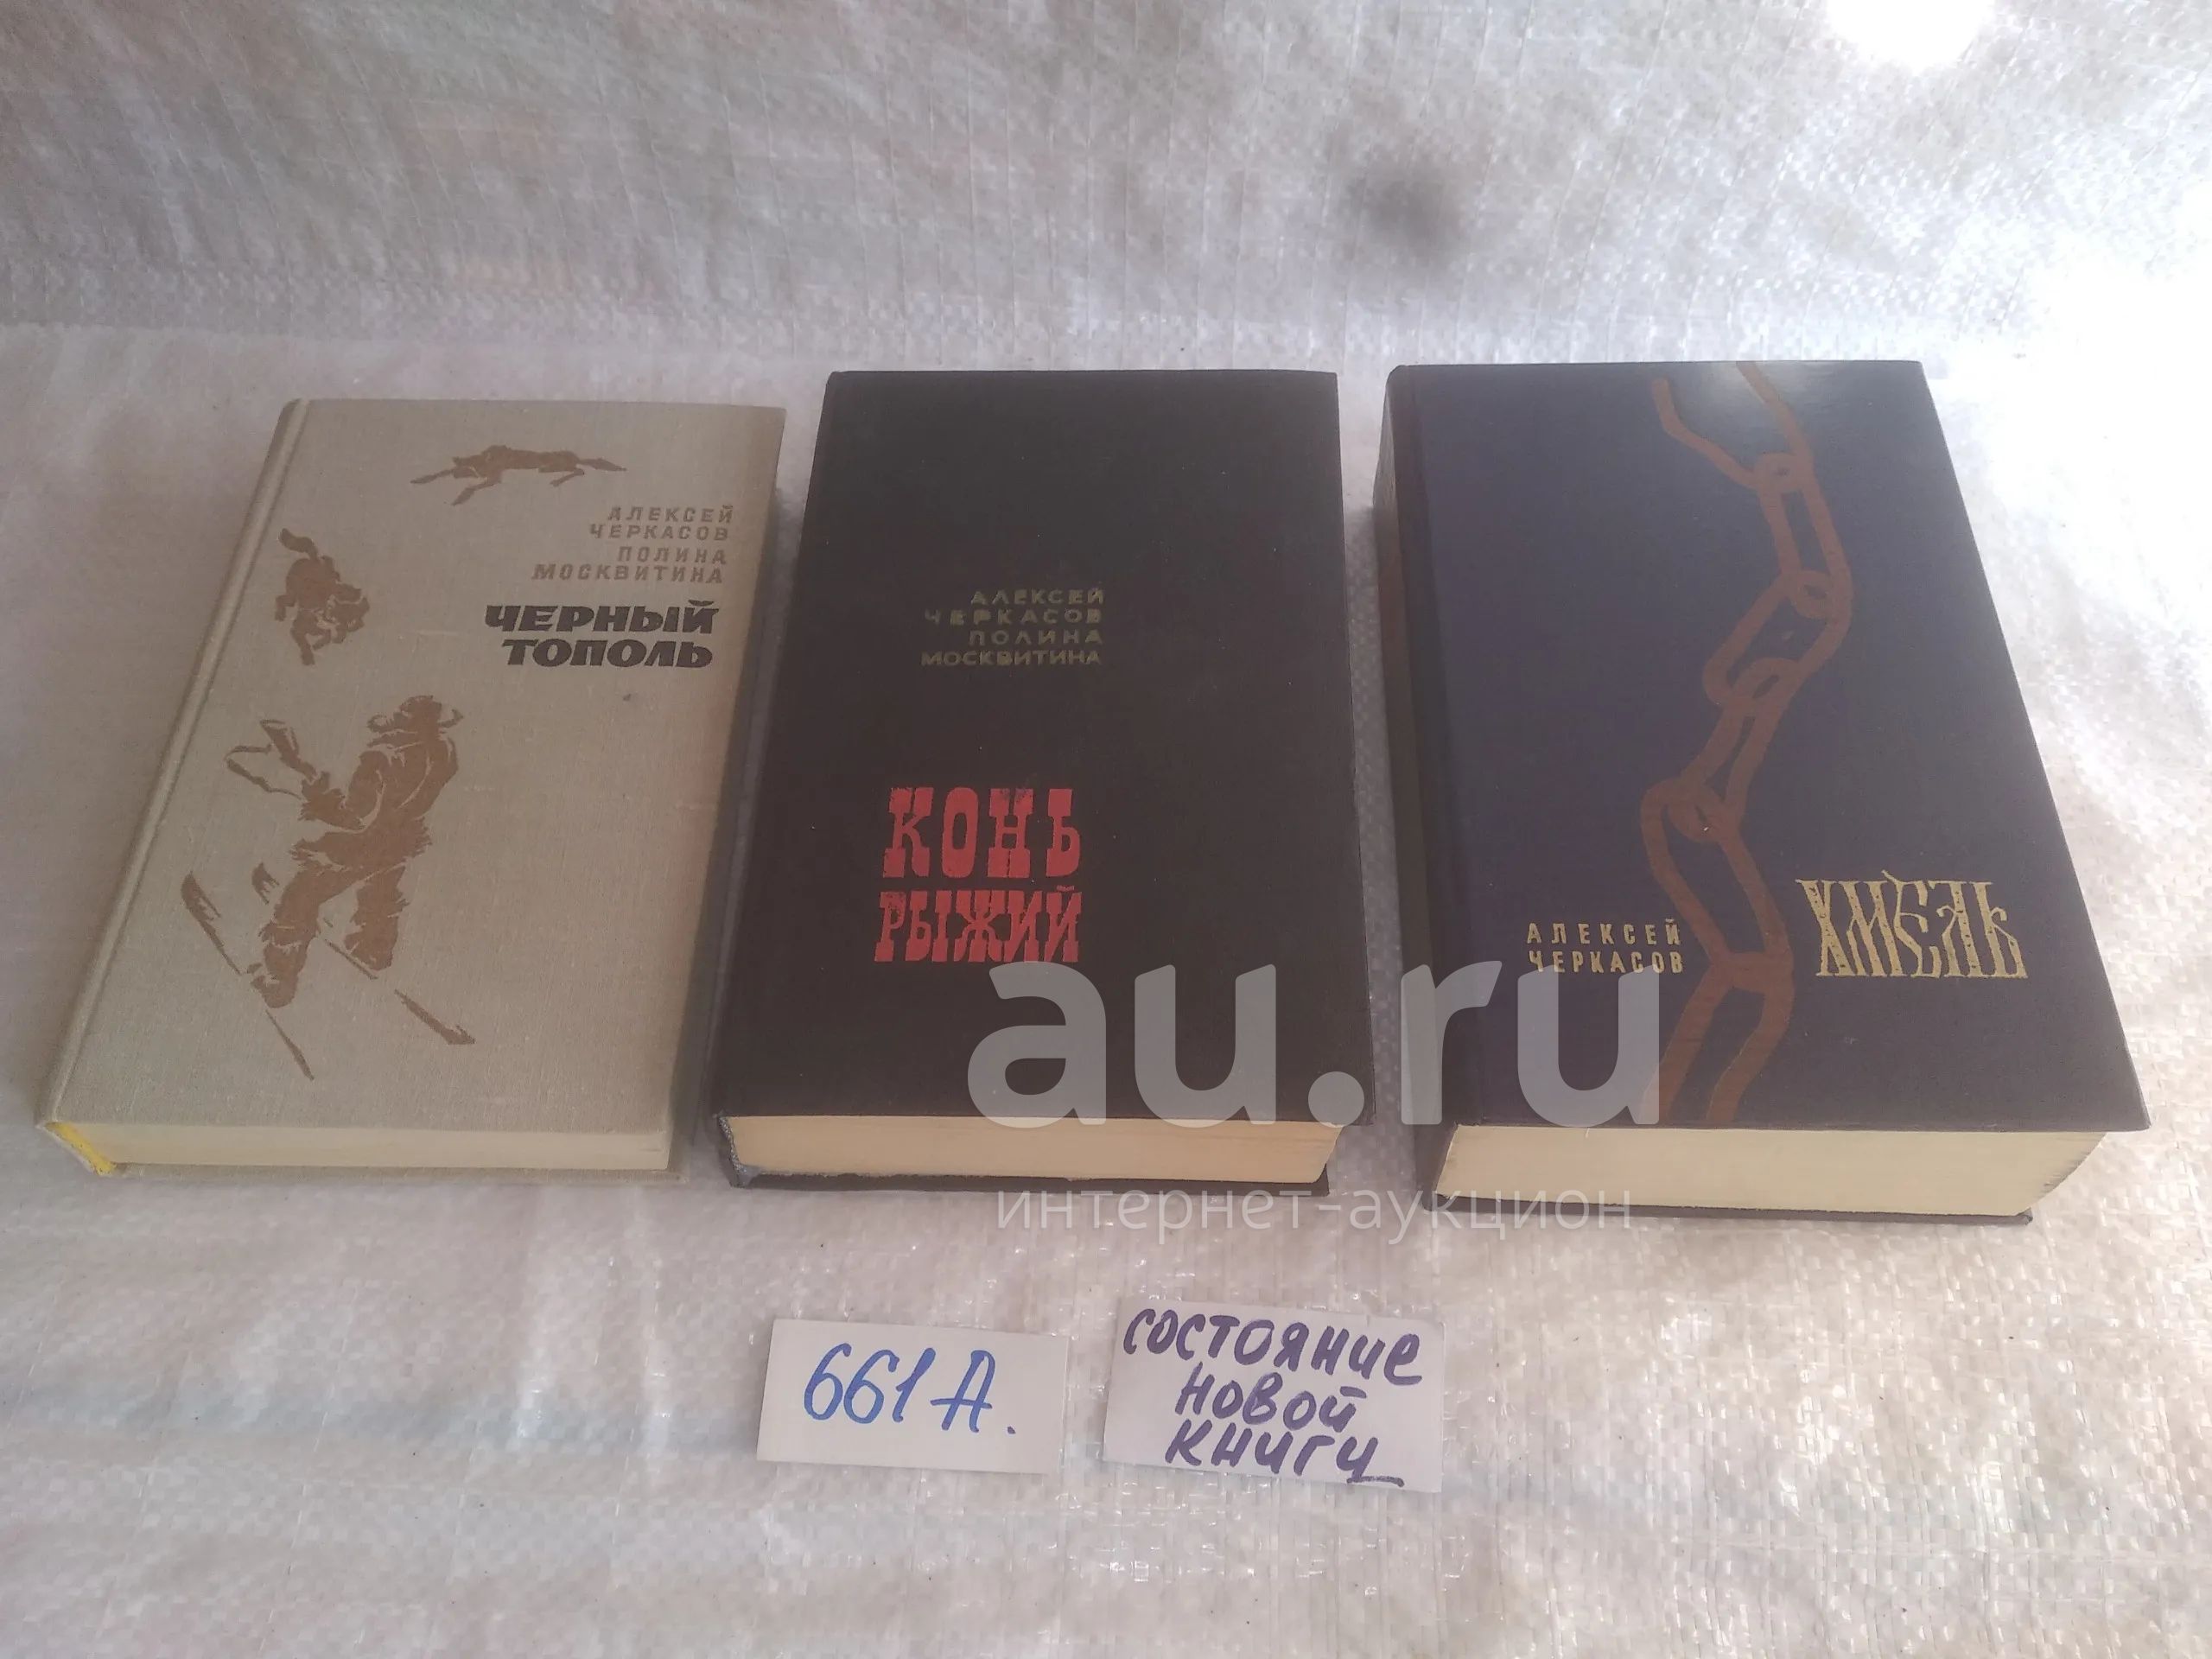 АЛЕКСЕЙ
ЧЕРКАСОВ
ПОЛИНА
МОСКВИТИНА
ЧЕРНЫЙ
ТОПОЛЬ
АЛЕКСЕЙ
ЧЕРКАСОВ
ПОЛИНА
МОСКВИТИНА
КОНЬ
РЫЖИЙ
АЛЕКСЕЙ
ЧЕРКАСОВ
ХМЕЛЬ
au.ru
интернет-аукцион
661А.
СОСТОЯНИЕ
НОВОЙ
КНИГИ